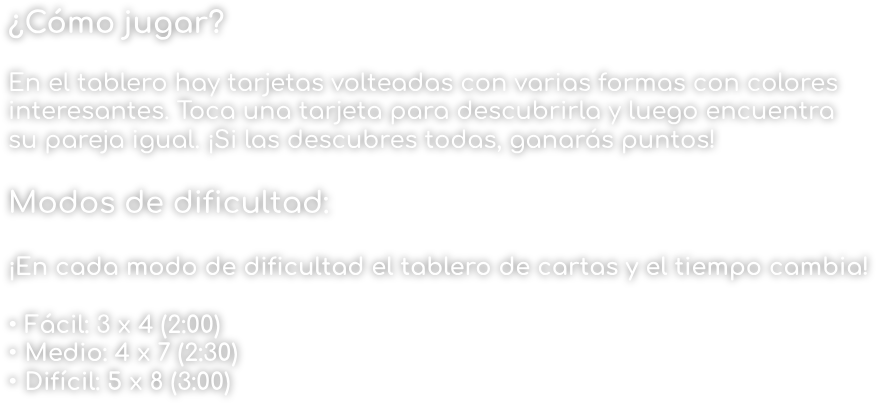 ¿Cómo jugar?
En el tablero hay tarjetas volteadas con varias formas con colores
interesantes. Toca una tarjeta para descubrirla y luego encuentra
su pareja igual. ¡Si las descubres todas, ganarás puntos!
Modos de dificultad:
¡En cada modo de dificultad el tablero de cartas y el tiempo cambia!
• Fácil: 3 x 4 (2:00)
• Medio: 4 x 7 (2:30)
• Difícil: 5 x 8 (3:00)